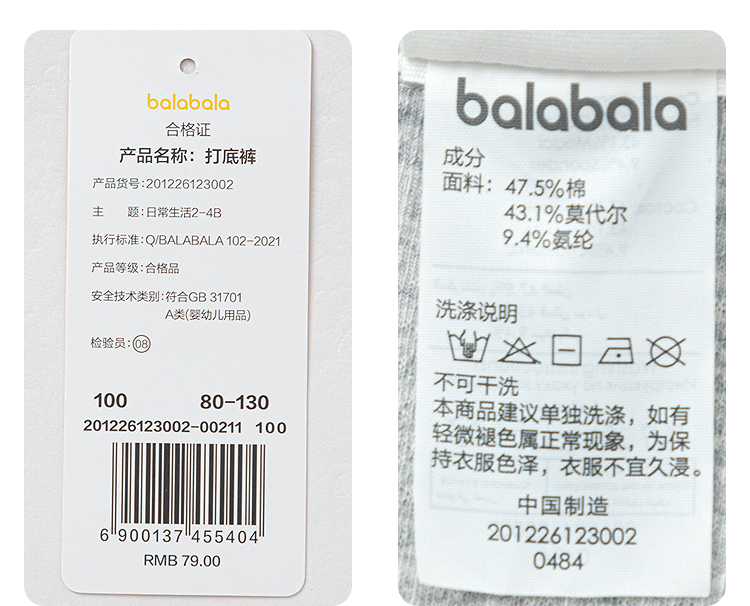 balabala
合格证
产品名称：打底裤
产品货号：201226123002
主 题：日常生活2-4B
执行标准：Q/BALABALA 102-2021
产品等级：合格品
安全技术类别：符合GB 31701
A类(婴幼儿用品)
检验员：08
100 80-130
201226123002-00211 100
6 900137 455404
RMB 79.00
balabala
成分
面料：47.5%棉
43.1%莫代尔
9.4%氨纶
洗涤说明
不可干洗
本商品建议单独洗涤，如有
轻微褪色属正常现象，为保
持衣服色泽，衣服不宜久浸。
中国制造
201226123002
0484